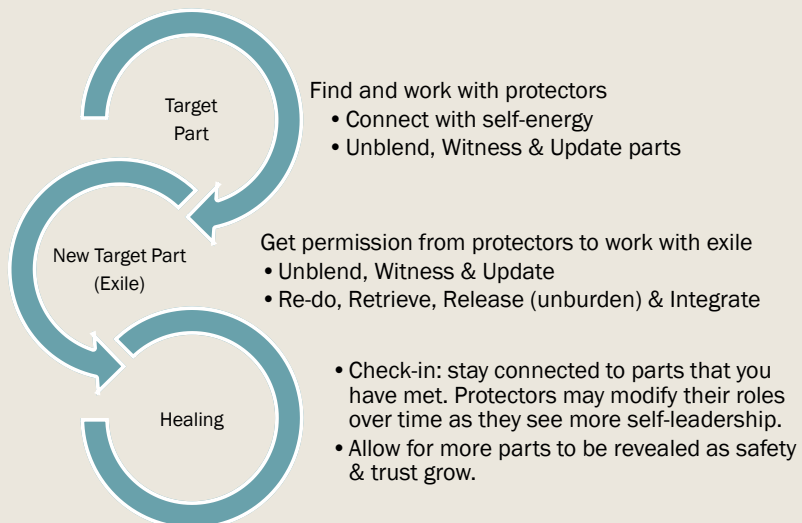 Target
Part
Find and work with protectors
• Connect with self-energy
• Unblend, Witness & Update parts
New Target Part
(Exile)
Get permission from protectors to work with exile
• Unblend, Witness & Update
• Re-do, Retrieve, Release (unburden) & Integrate
Healing
• Check-in: stay connected to parts that you
have met. Protectors may modify their roles
over time as they see more self-leadership.
• Allow for more parts to be revealed as safety
& trust grow.